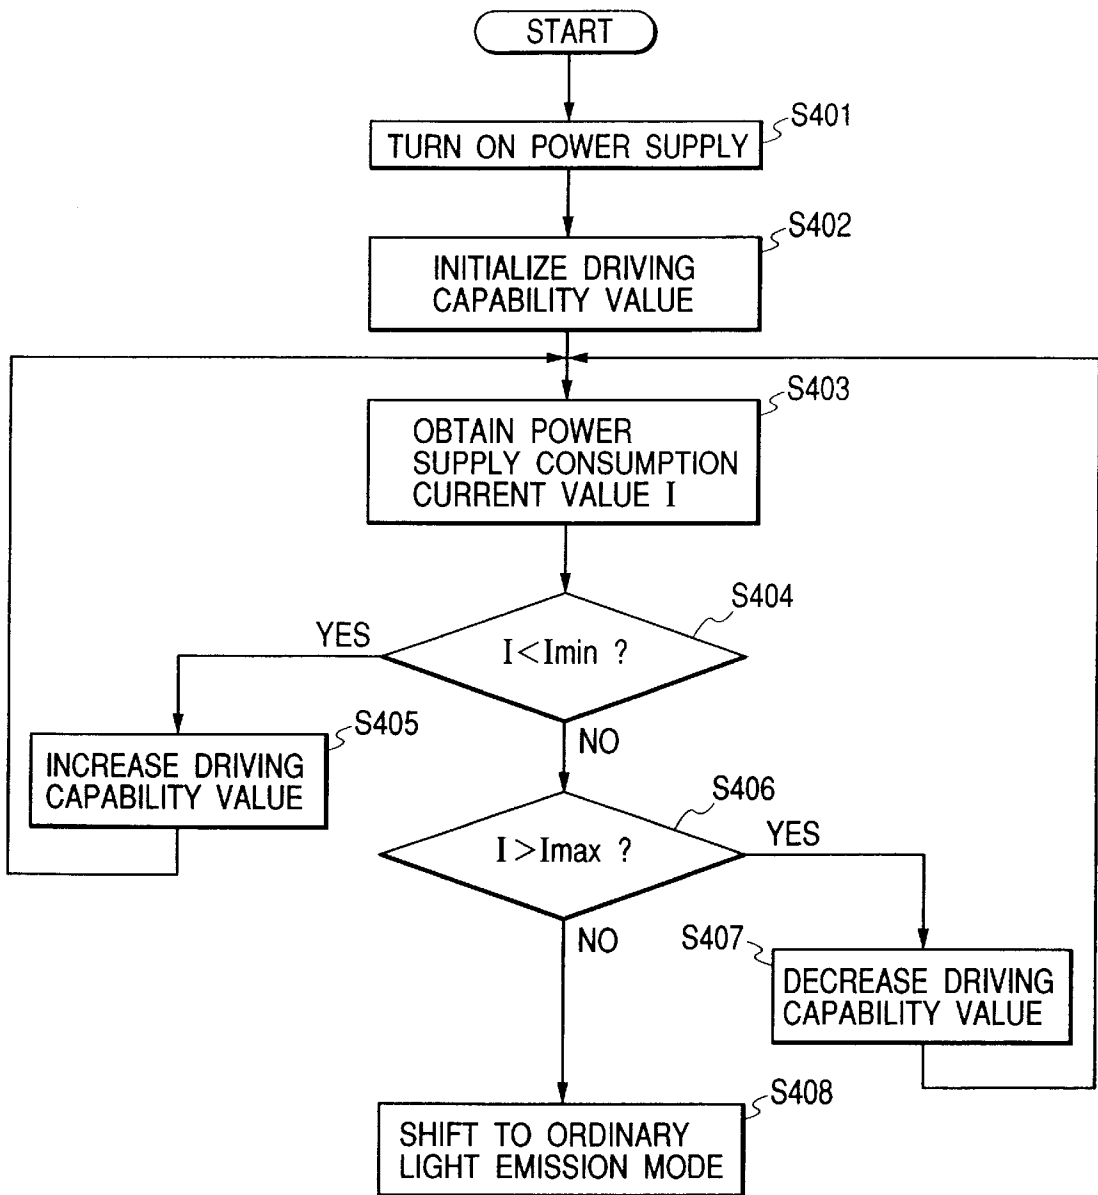 START
S401
TURN ON POWER SUPPLY
S402
INITIALIZE DRIVING
CAPABILITY VALUE
S403
OBTAIN POWER
SUPPLY CONSUMPTION
CURRENT VALUE I
S404
YES
I<Imin ?
S405
NO
INCREASE DRIVING
CAPABILITY VALUE
S406
YES
I>Imax ?
NO
S407
DECREASE DRIVING
CAPABILITY VALUE
S408
SHIFT TO ORDINARY
LIGHT EMISSION MODE